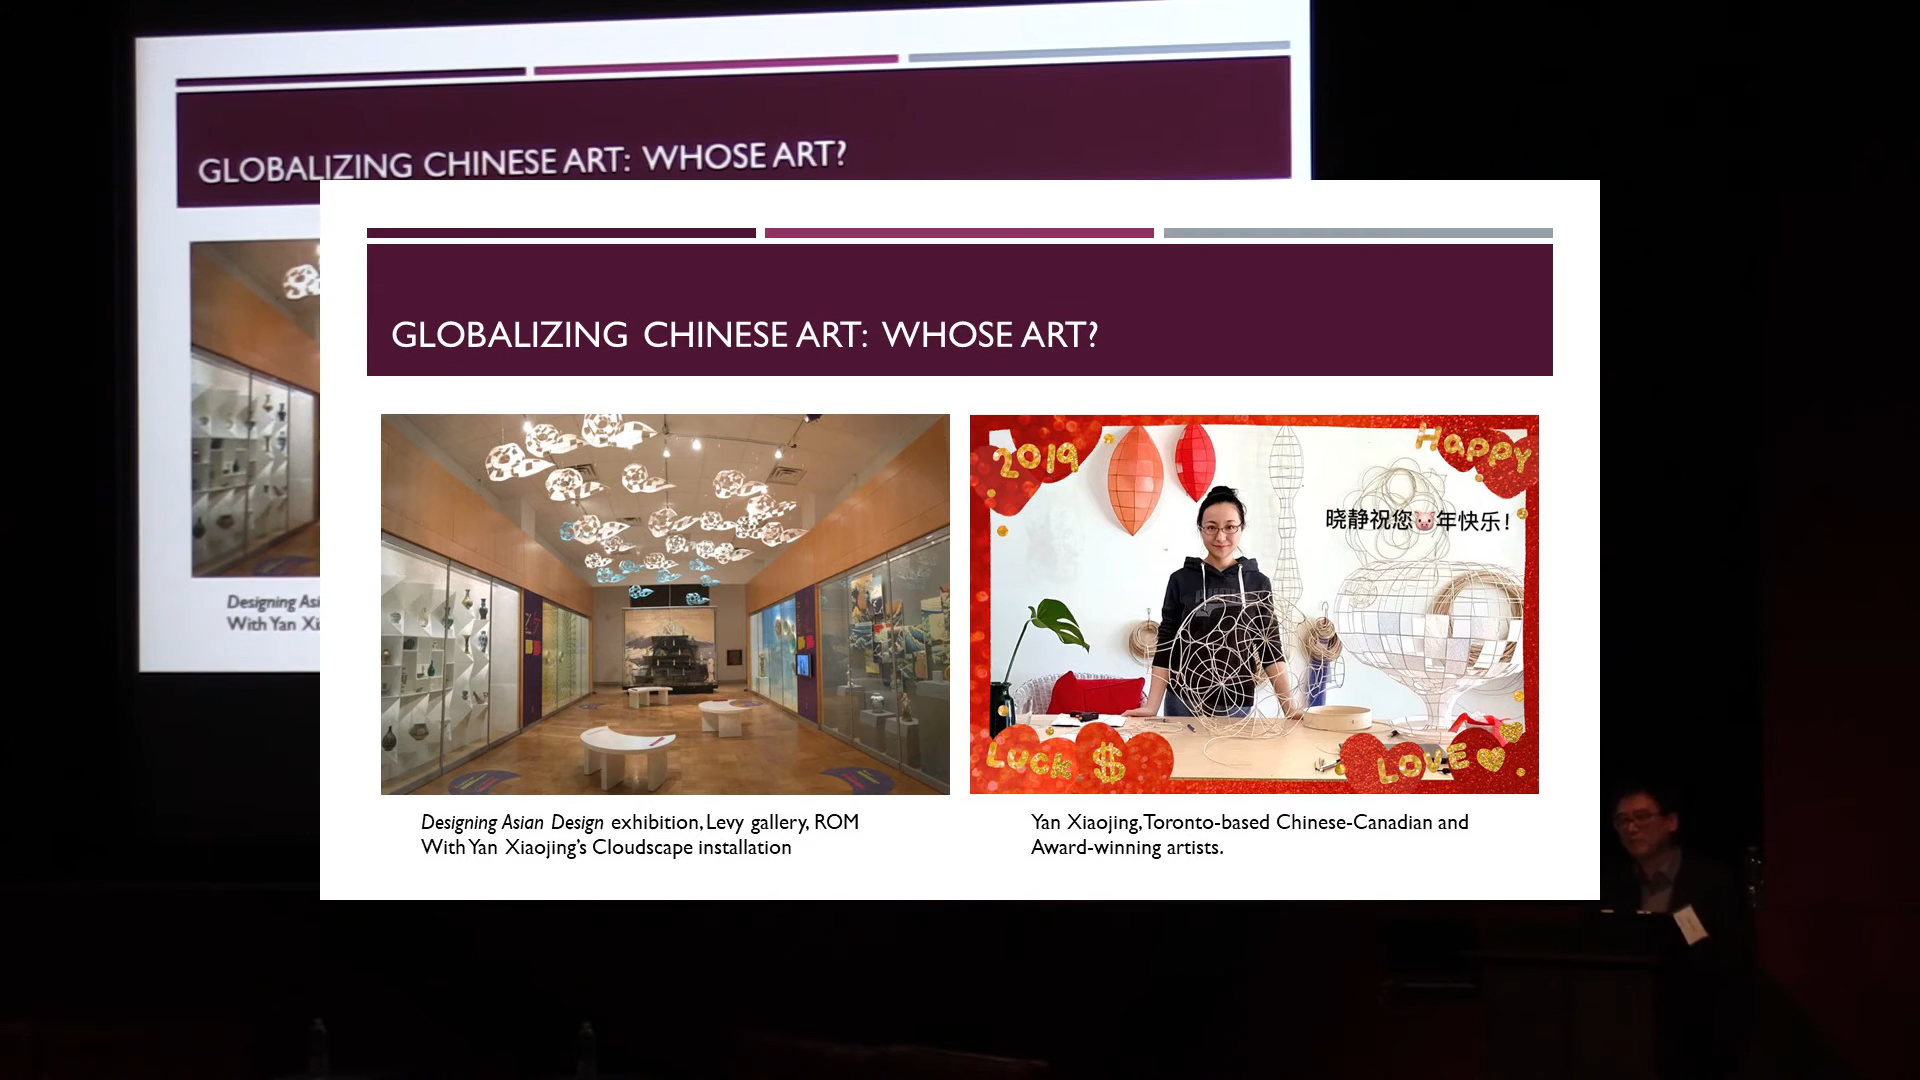 GLOBALIZING CHINESE ART: WHOSE ART?
Designing Asi
With Yan Xi
GLOBALIZING CHINESE ART: WHOSE ART?
2019
Happy
晓静祝您🐷年快乐!
Luck $
LOVE
Designing Asian Design exhibition, Levy gallery, ROM
With Yan Xiaojing's Cloudscape installation
Yan Xiaojing, Toronto-based Chinese-Canadian and
Award-winning artists.